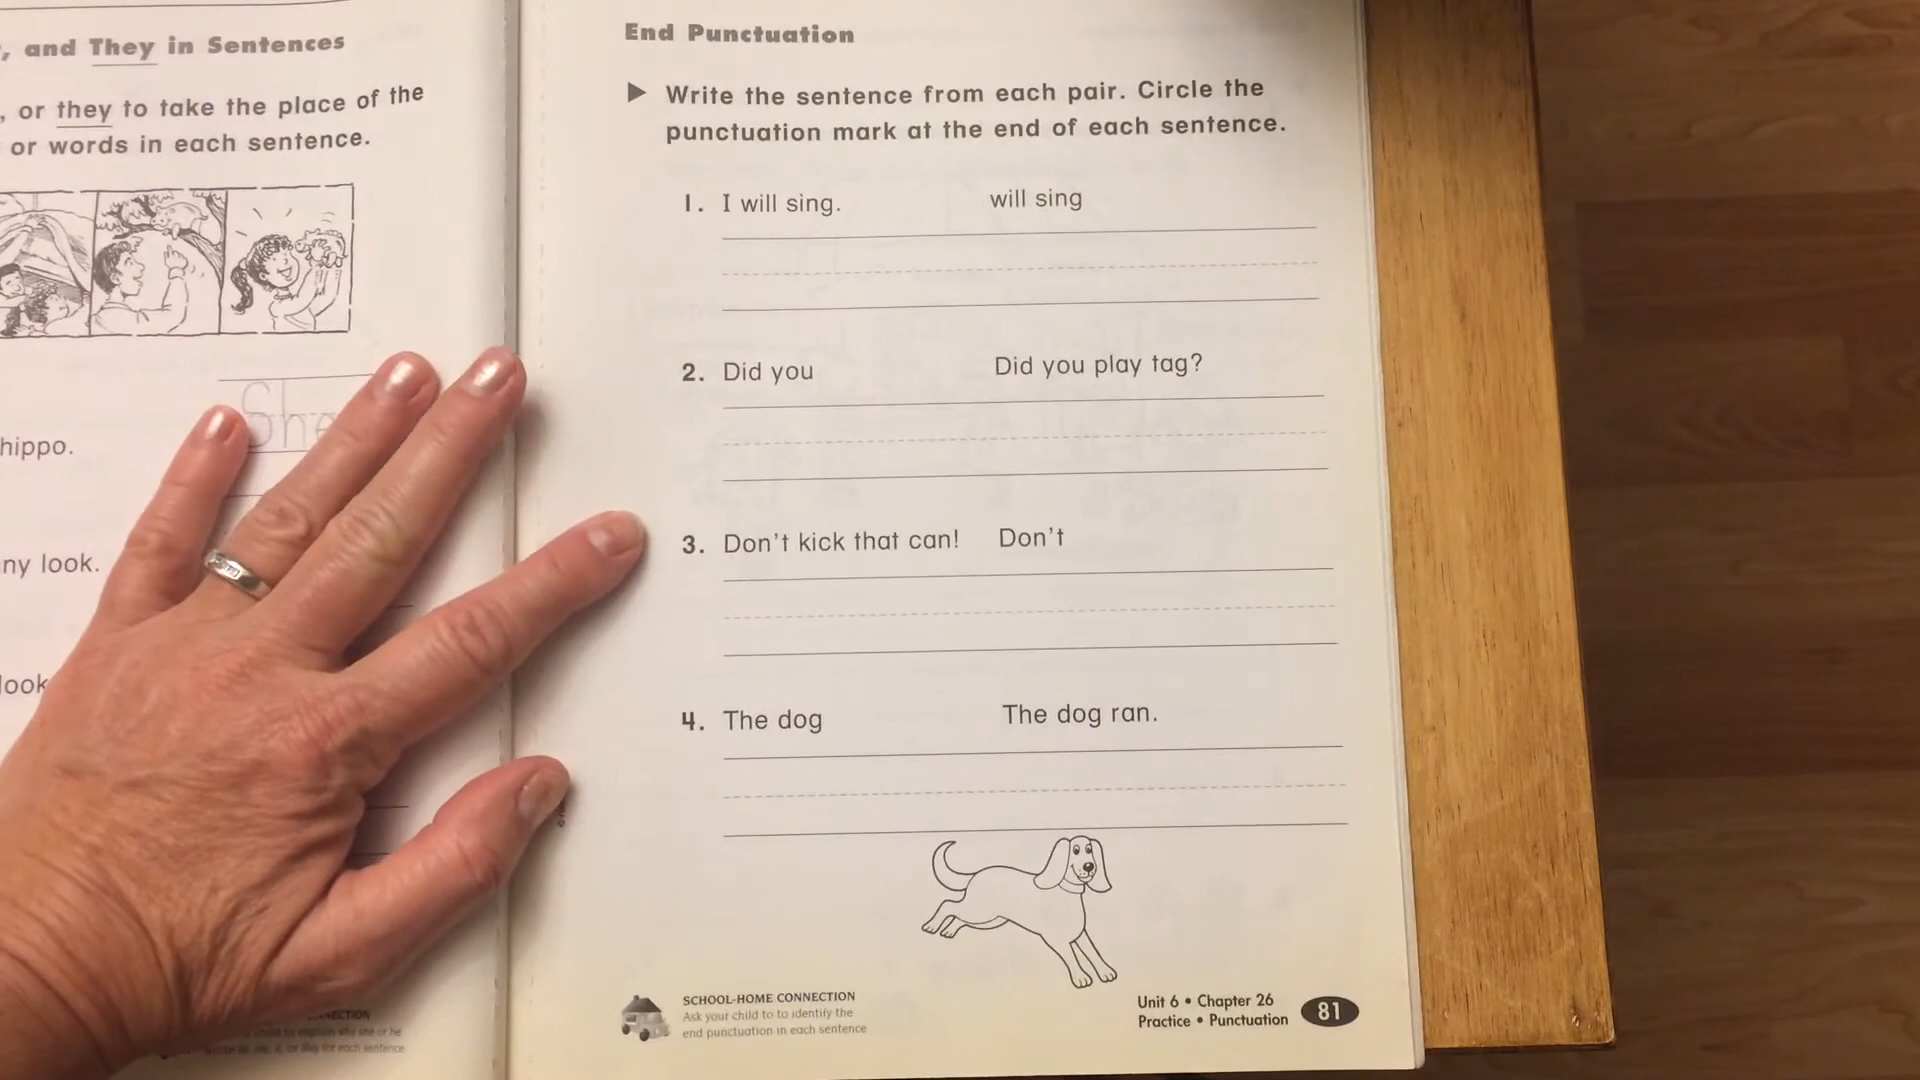 , and They in Sentences
, or they to take the place of the
or words in each sentence.
She
hippo.
ny look.
look
End Punctuation
▶ Write the sentence from each pair. Circle the
punctuation mark at the end of each sentence.
1. I will sing. will sing
2. Did you Did you play tag?
3. Don't kick that can! Don't
4. The dog The dog ran.
SCHOOL-HOME CONNECTION
Ask your child to to identify the
end punctuation in each sentence
Unit 6 • Chapter 26
Practice • Punctuation 81